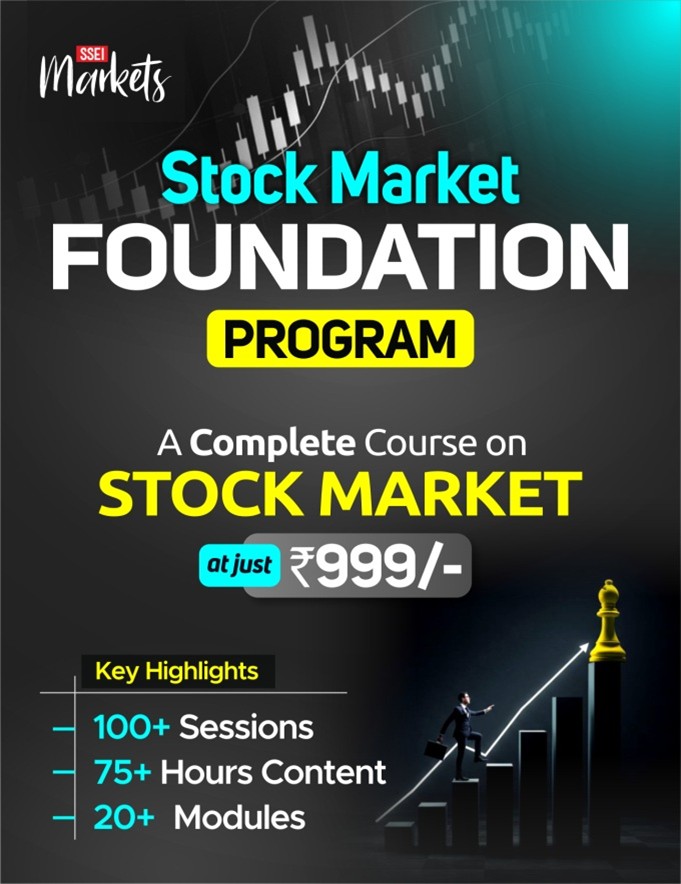 SSEI
Markets
Stock Market
FOUNDATION
PROGRAM
A Complete Course on
STOCK MARKET
at just ₹999/-
Key Highlights
100+ Sessions
75+ Hours Content
20+ Modules